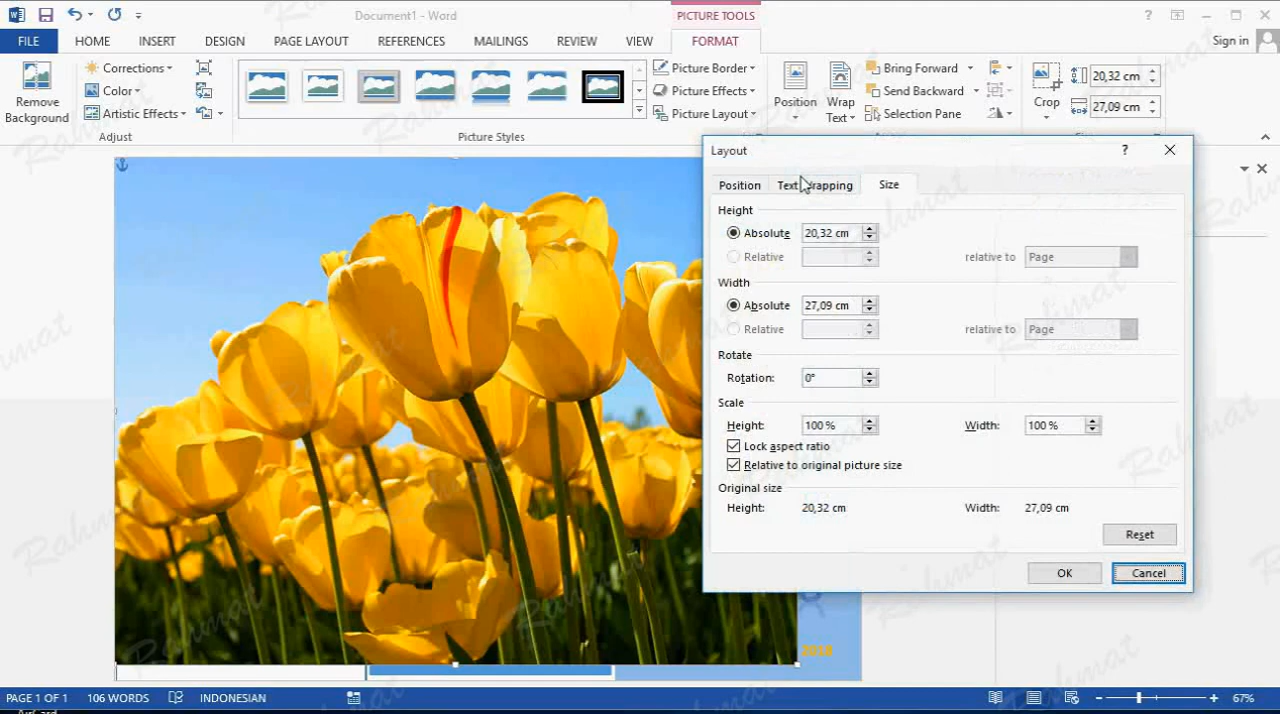 Document1 - Word
PICTURE TOOLS
FILE
HOME
INSERT
DESIGN
PAGE LAYOUT
REFERENCES
MAILINGS
REVIEW
VIEW
FORMAT
Sign in
Remove Background
Corrections
Color
Artistic Effects
Adjust
Picture Styles
Picture Border
Picture Effects
Picture Layout
Position
Wrap Text
Bring Forward
Send Backward
Selection Pane
Crop
20,32 cm
27,09 cm
Layout
Position
Text Wrapping
Size
Height
Absolute 20,32 cm
Relative relative to Page
Width
Absolute 27,09 cm
Relative relative to Page
Rotate
Rotation: 0°
Scale
Height: 100 % Width: 100 %
Lock aspect ratio
Relative to original picture size
Original size
Height: 20,32 cm Width: 27,09 cm
Reset
OK
Cancel
2018
PAGE 1 OF 1
106 WORDS
INDONESIAN
67%
Rahmat